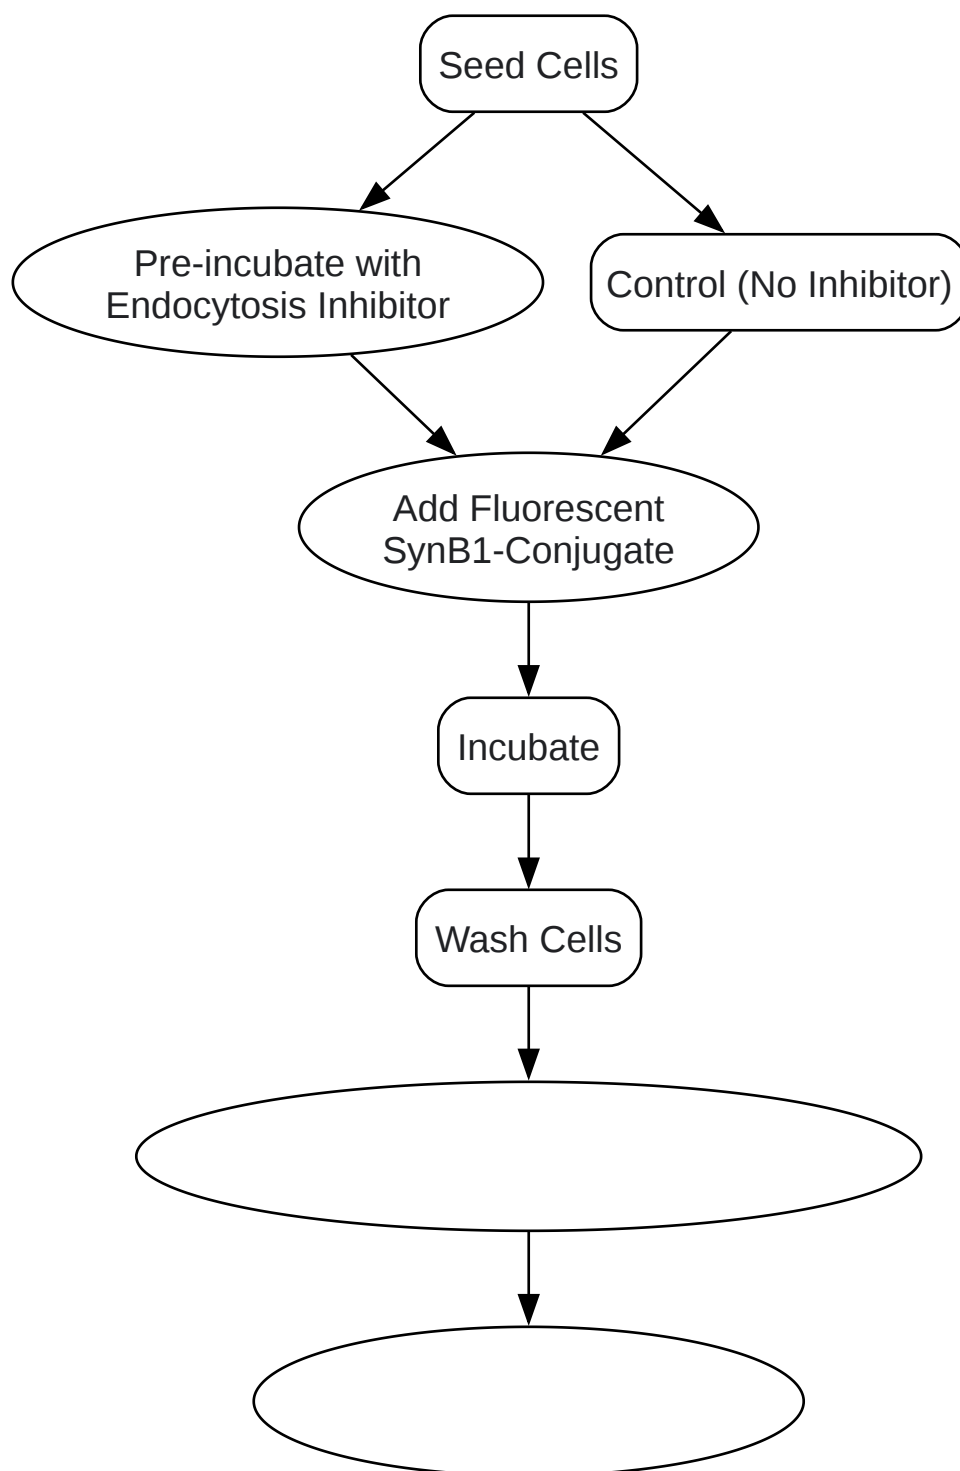 Seed Cells
Pre-incubate with
Endocytosis Inhibitor
Control (No Inhibitor)
Add Fluorescent
SynB1-Conjugate
Incubate
Wash Cells